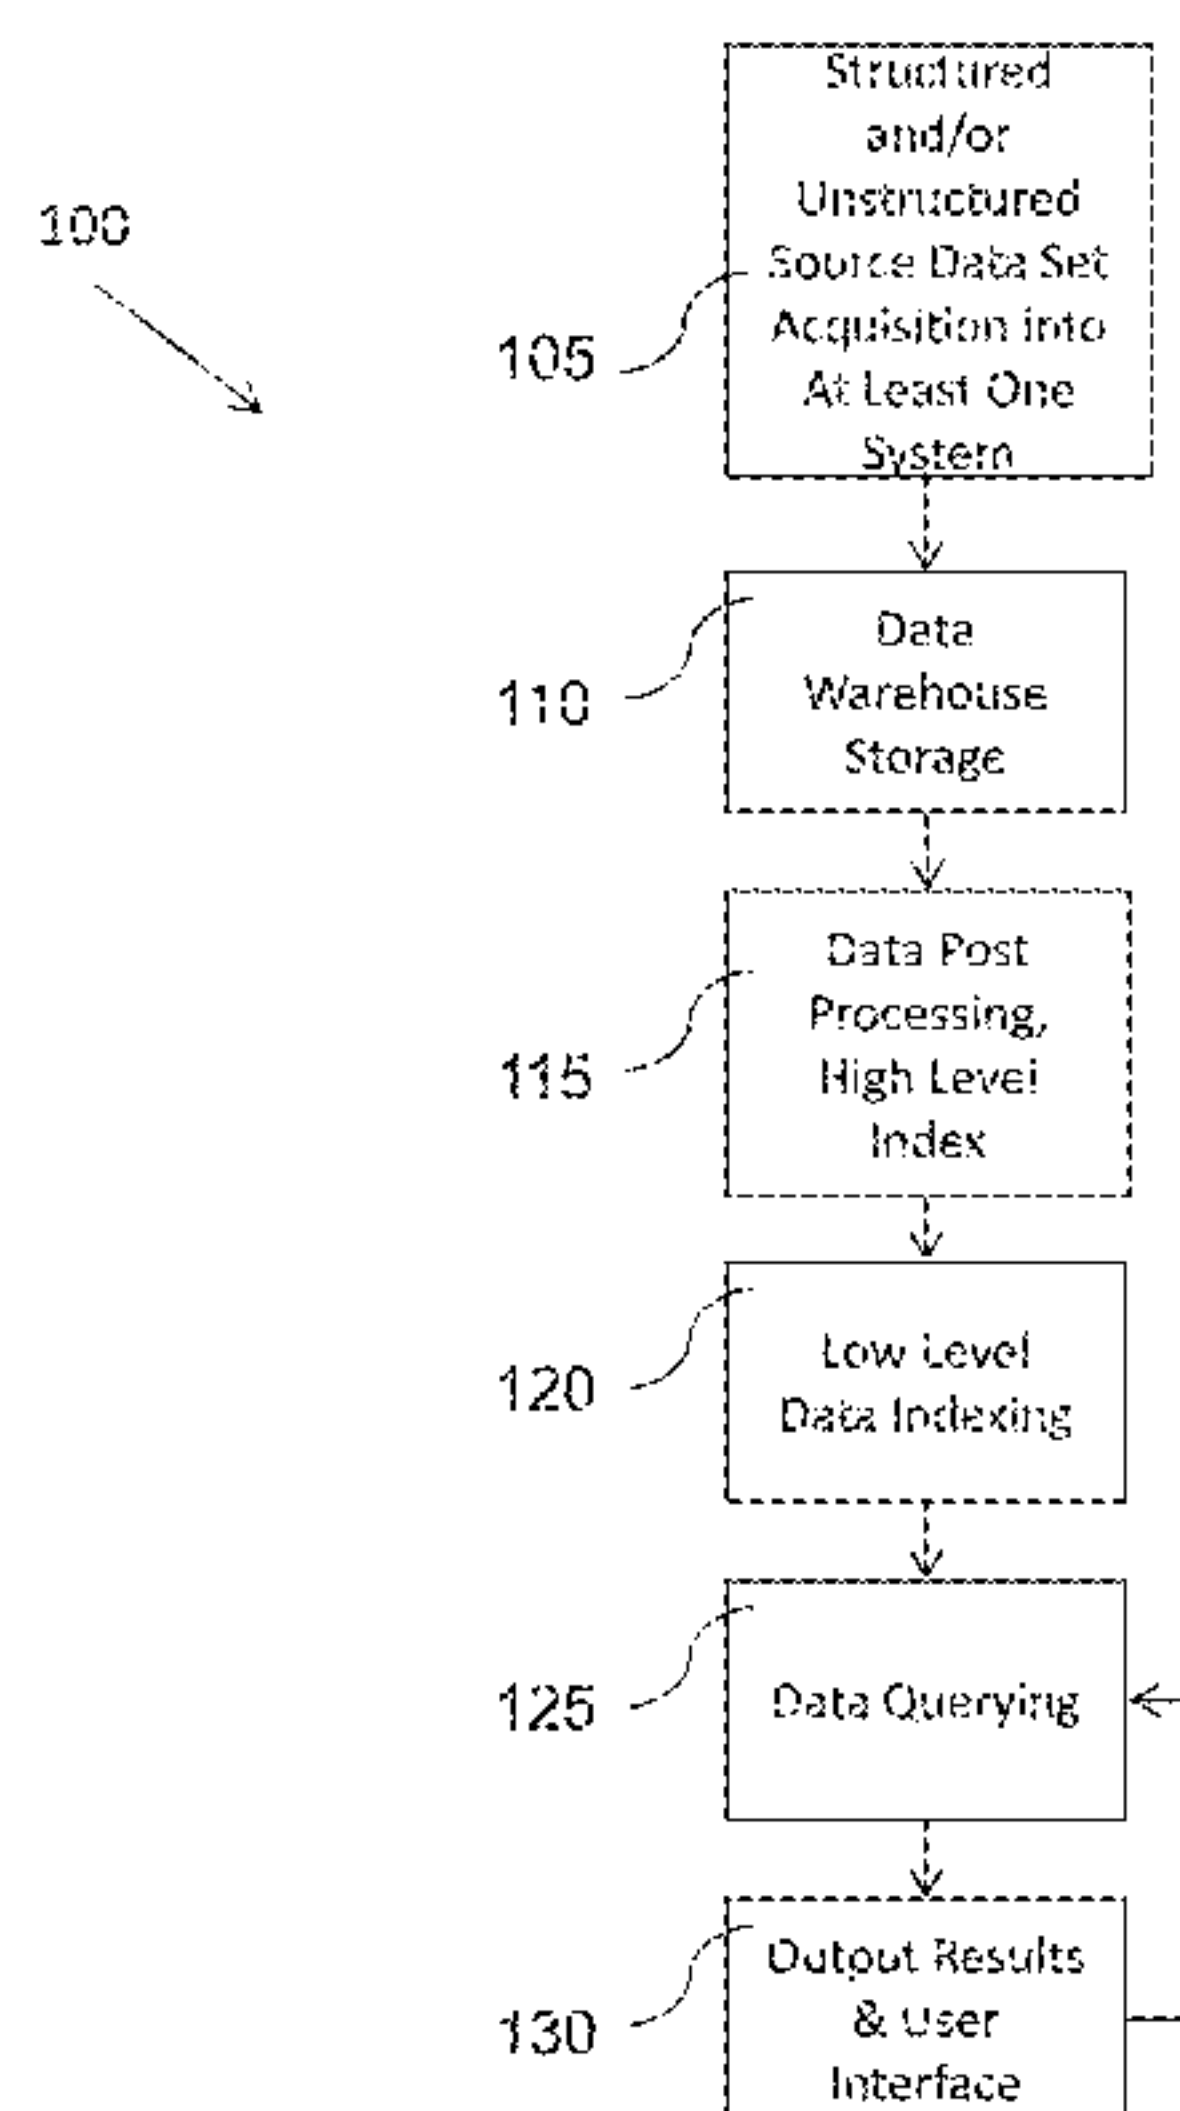 100
Structured
and/or
Unstructured
Source Data Set
Acquisition into
At Least One
System
105
Data
Warehouse
Storage
110
Data Post
Processing,
High Level
Index
115
Low Level
Data Indexing
120
Data Querying
125
Output Results
& User
Interface
130